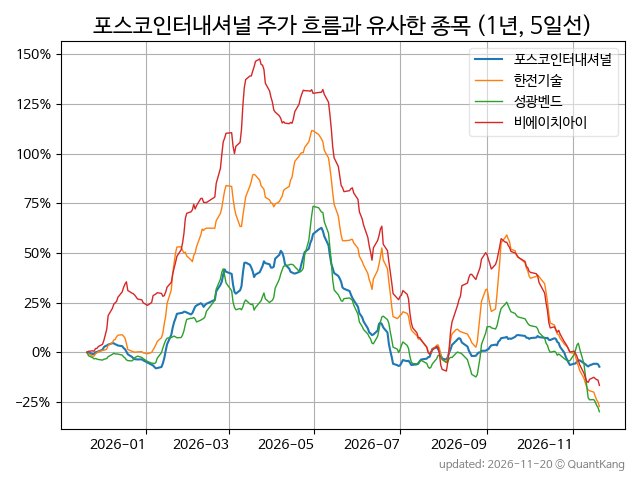 포스코인터내셔널 주가 흐름과 유사한 종목 (1년, 5일선)
포스코인터내셔널
한전기술
성광벤드
비에이치아이
150%
125%
100%
75%
50%
25%
0%
−25%
2026-01
2026-03
2026-05
2026-07
2026-09
2026-11
updated: 2026-11-20 © QuantKang